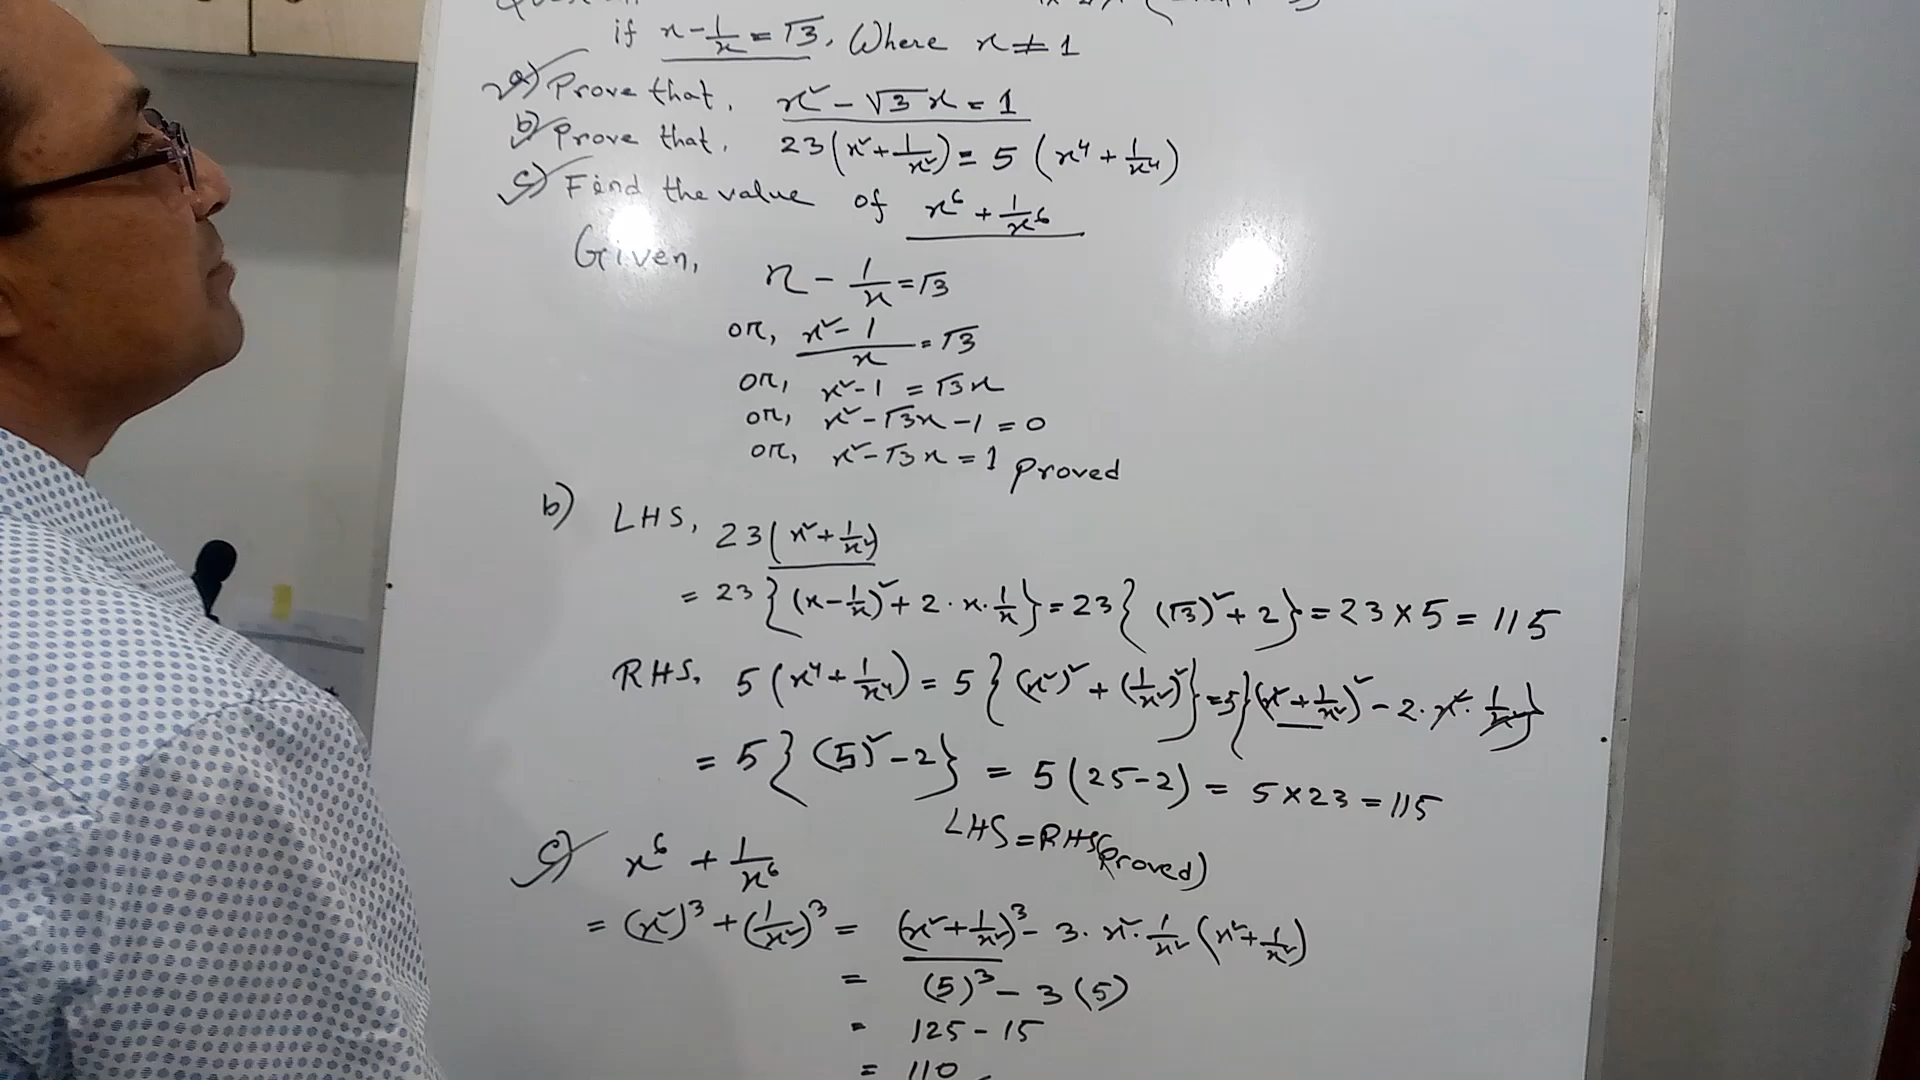 if x - 1/x = √3, Where x ≠ 1
a) Prove that, x² - √3 x = 1
b) Prove that, 23(x² + 1/x²) = 5 (x⁴ + 1/x⁴)
c) Find the value of x⁶ + 1/x⁶
Given, x - 1/x = √3
or, (x² - 1)/x = √3
or, x² - 1 = √3x
or, x² - √3x - 1 = 0
or, x² - √3x = 1 Proved
b) LHS, 23(x² + 1/x²)
= 23{(x - 1/x)² + 2 · x · 1/x} = 23{(√3)² + 2} = 23 × 5 = 115
RHS, 5(x⁴ + 1/x⁴) = 5{(x²)² + (1/x²)²} = 5{(x² + 1/x²)² - 2 · x² · 1/x²}
= 5{(5)² - 2} = 5(25 - 2) = 5 × 23 = 115
LHS = RHS (Proved)
c) x⁶ + 1/x⁶
= (x²)³ + (1/x²)³ = (x² + 1/x²)³ - 3 · x² · 1/x² (x² + 1/x²)
= (5)³ - 3(5)
= 125 - 15
= 110